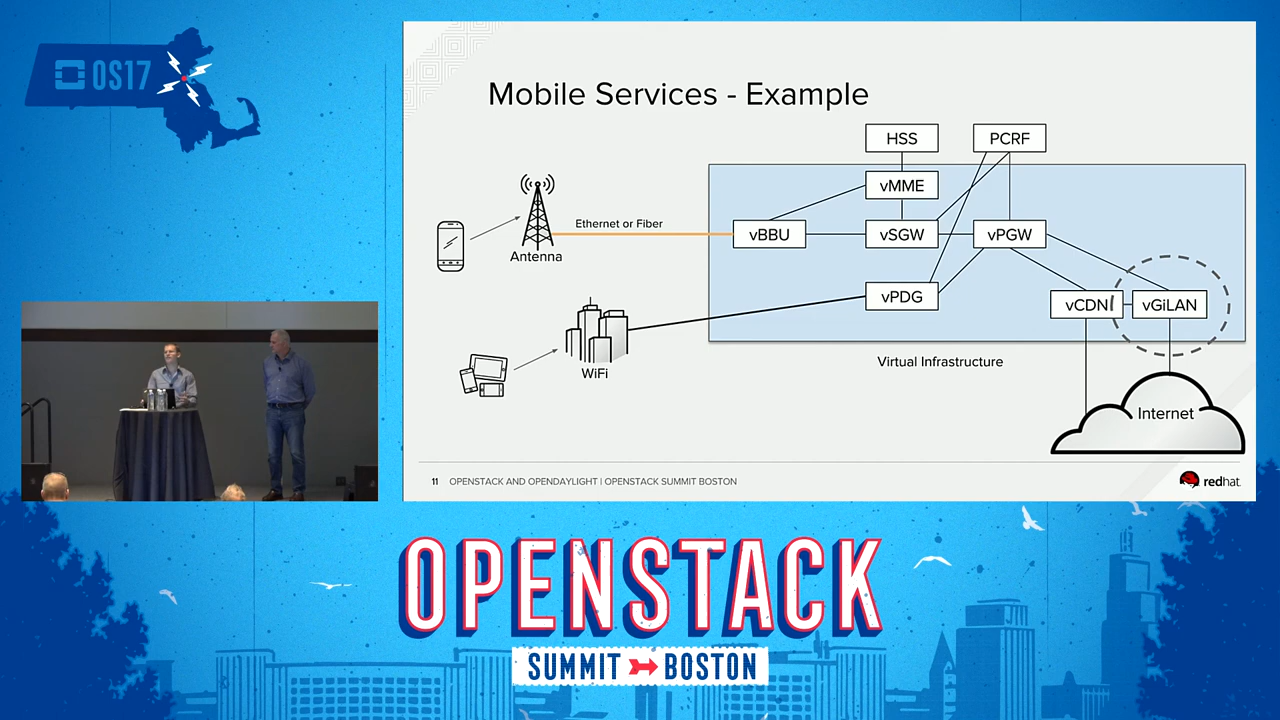 OS17
Mobile Services - Example
HSS
PCRF
vMME
Ethernet or Fiber
vBBU
vSGW
vPGW
Antenna
vPDG
vCDN
vGiLAN
WiFi
Virtual Infrastructure
Internet
11 OPENSTACK AND OPENDAYLIGHT | OPENSTACK SUMMIT BOSTON
redhat.
OPENSTACK
SUMMIT BOSTON